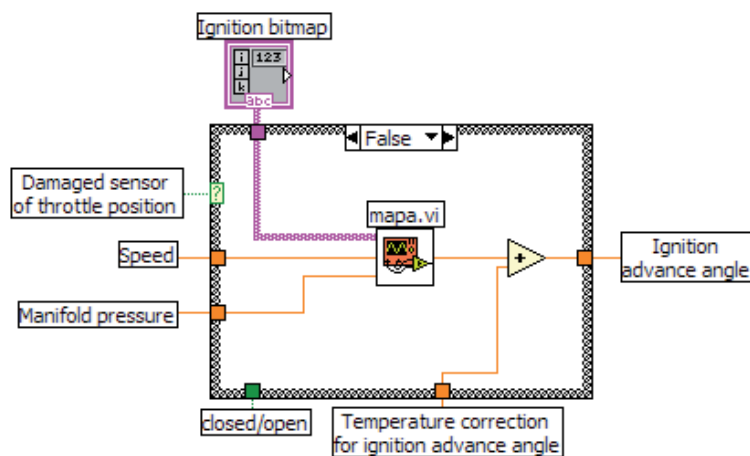 Ignition bitmap
i
j
k
123
abc
False
Damaged sensor
of throttle position
?
mapa.vi
Speed
+
Ignition
advance angle
Manifold pressure
closed/open
Temperature correction
for ignition advance angle